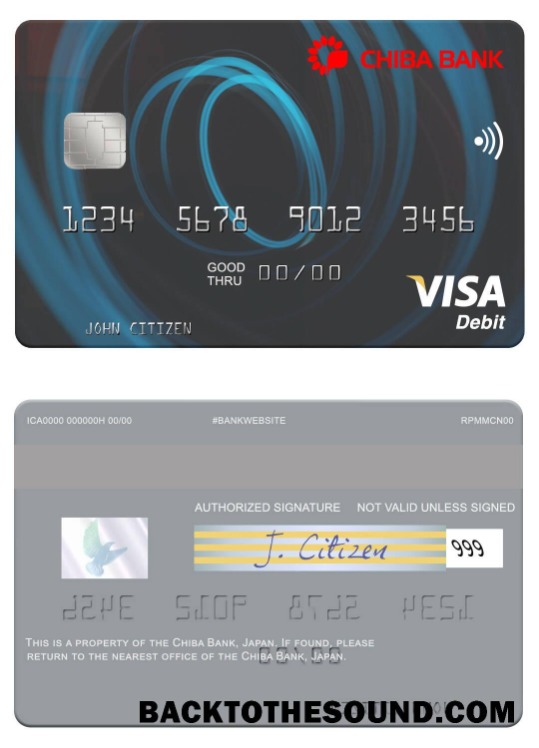 CHIBA BANK
1234 5678 9012 3456
GOOD THRU 00/00
VISA
Debit
JOHN CITIZEN
ICA0000 000000H 00/00 #BANKWEBSITE RPMMCN00
AUTHORIZED SIGNATURE NOT VALID UNLESS SIGNED
J. Citizen 999
THIS IS A PROPERTY OF THE CHIBA BANK, JAPAN. IF FOUND, PLEASE
RETURN TO THE NEAREST OFFICE OF THE CHIBA BANK, JAPAN.
BACKTOTHESOUND.COM